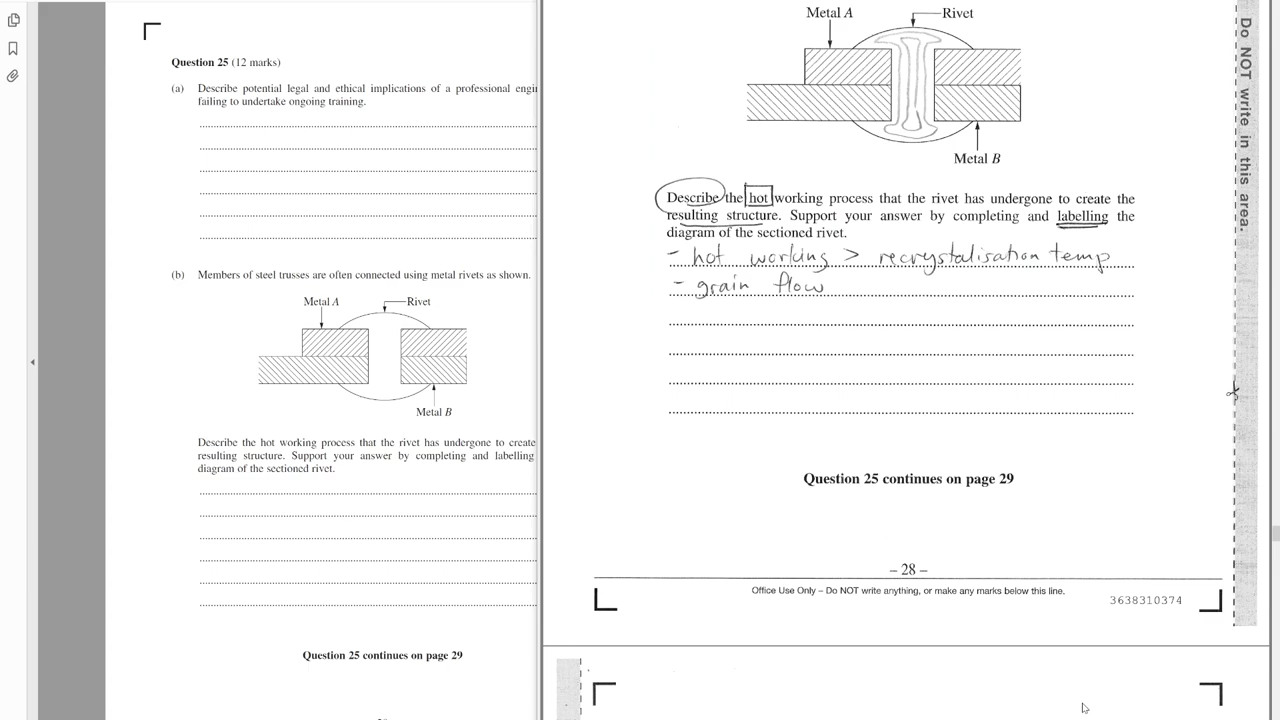 Question 25 (12 marks)
(a) Describe potential legal and ethical implications of a professional engi
failing to undertake ongoing training.
(b) Members of steel trusses are often connected using metal rivets as shown.
Metal A
Rivet
Metal B
Describe the hot working process that the rivet has undergone to create
resulting structure. Support your answer by completing and labelling
diagram of the sectioned rivet.
Question 25 continues on page 29
Metal A
Rivet
Metal B
Describe the hot working process that the rivet has undergone to create the
resulting structure. Support your answer by completing and labelling the
diagram of the sectioned rivet.
- hot working > recrystalisation temp
- grain flow
Question 25 continues on page 29
– 28 –
Office Use Only – Do NOT write anything, or make any marks below this line.
3638310374
Do NOT write in this area.